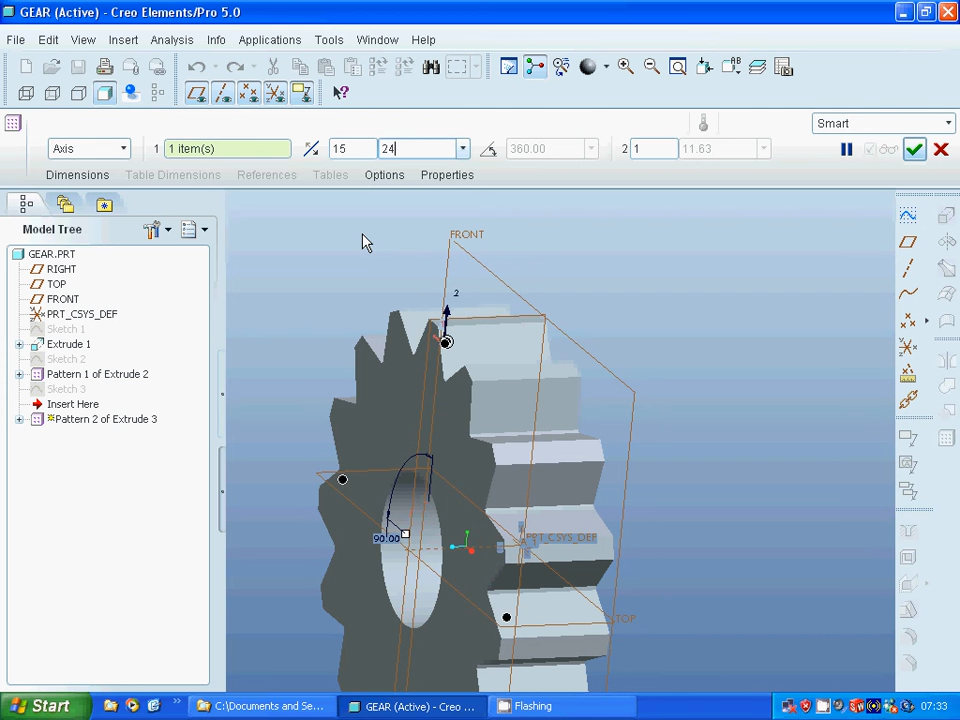 GEAR (Active) - Creo Elements/Pro 5.0
File Edit View Insert Analysis Info Applications Tools Window Help
Smart
Axis 1 1 item(s) 15 24 360.00 2 1 11.63
Dimensions Table Dimensions References Tables Options Properties
Model Tree
GEAR.PRT
RIGHT
TOP
FRONT
PRT_CSYS_DEF
Sketch 1
Extrude 1
Sketch 2
Pattern 1 of Extrude 2
Sketch 3
Insert Here
Pattern 2 of Extrude 3
FRONT
2
90.00
PRT_CSYS_DEF
TOP
Start C:\Documents and Se... GEAR (Active) - Creo ... Flashing 07:33